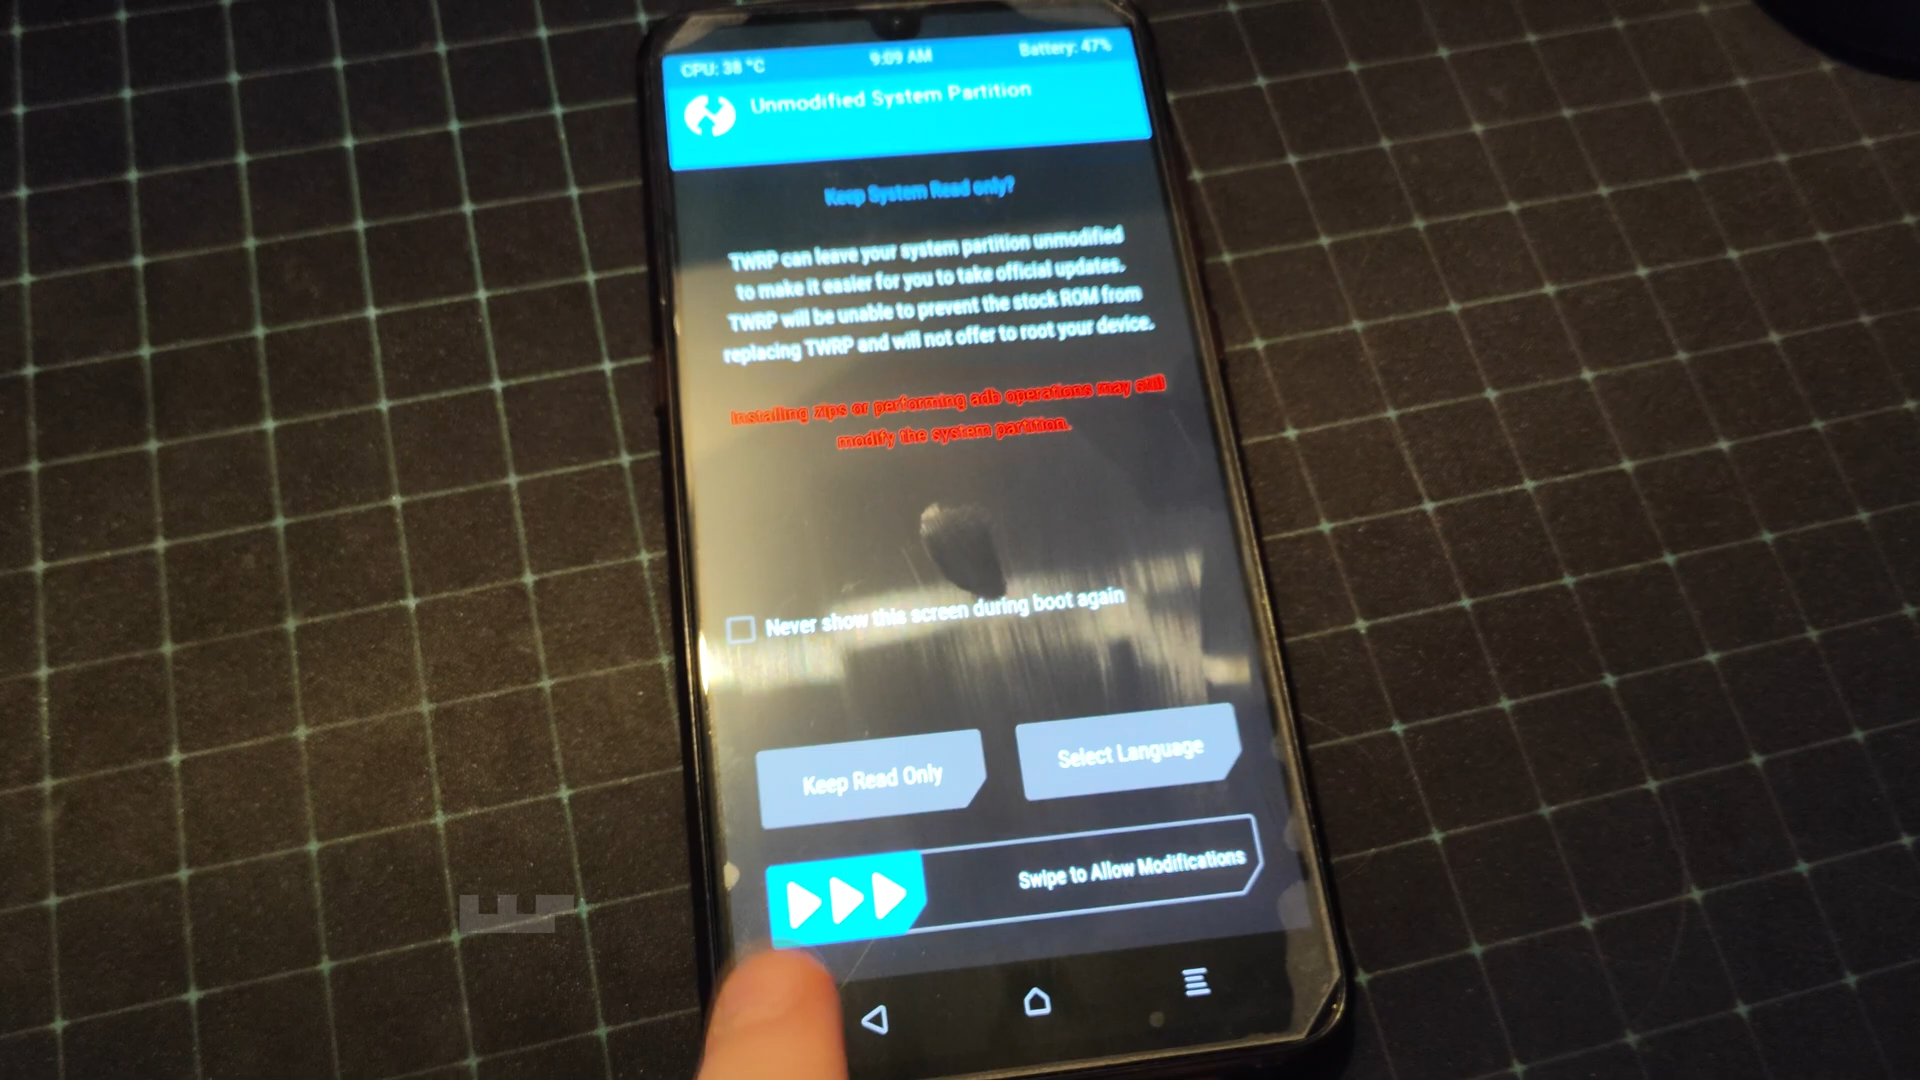 CPU: 38 °C
9:09 AM
Battery: 47%
Unmodified System Partition
Keep System Read only?
TWRP can leave your system partition unmodified
to make it easier for you to take official updates.
TWRP will be unable to prevent the stock ROM from
replacing TWRP and will not offer to root your device.
Installing zips or performing adb operations may still
modify the system partition.
Never show this screen during boot again
Keep Read Only
Select Language
Swipe to Allow Modifications